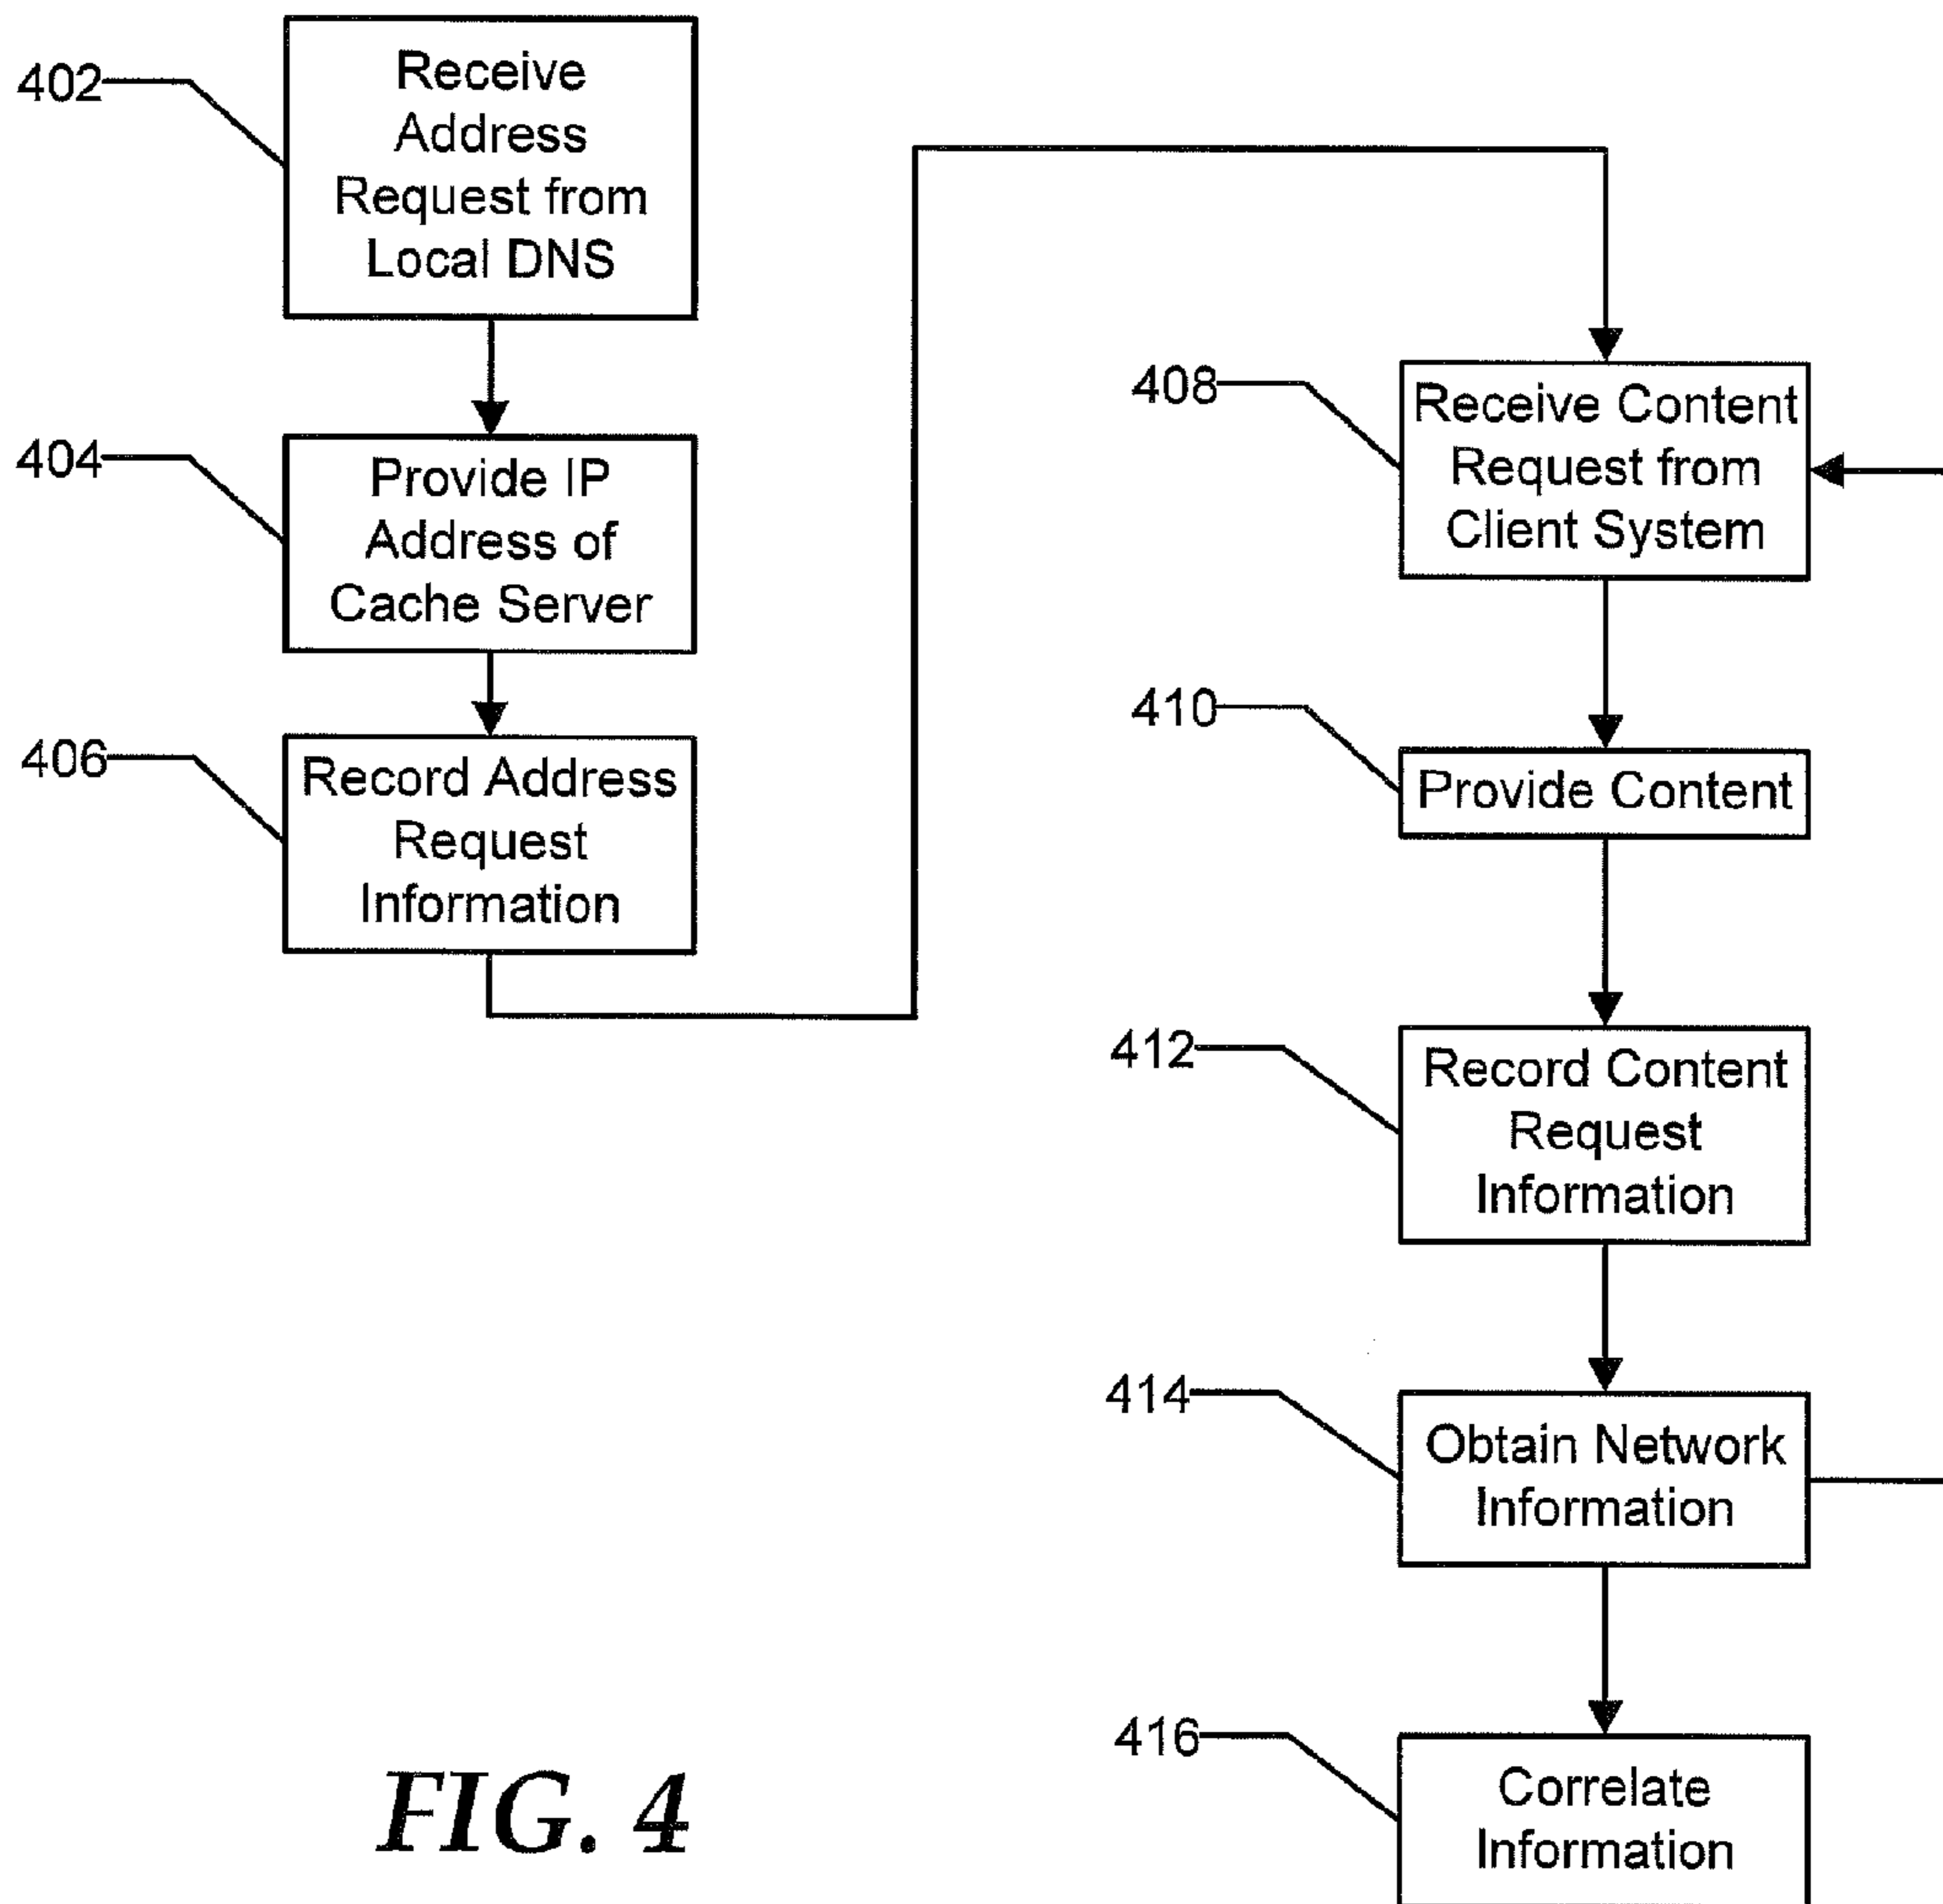 402
Receive
Address
Request from
Local DNS
404
Provide IP
Address of
Cache Server
406
Record Address
Request
Information
408
Receive Content
Request from
Client System
410
Provide Content
412
Record Content
Request
Information
414
Obtain Network
Information
416
Correlate
Information
FIG. 4